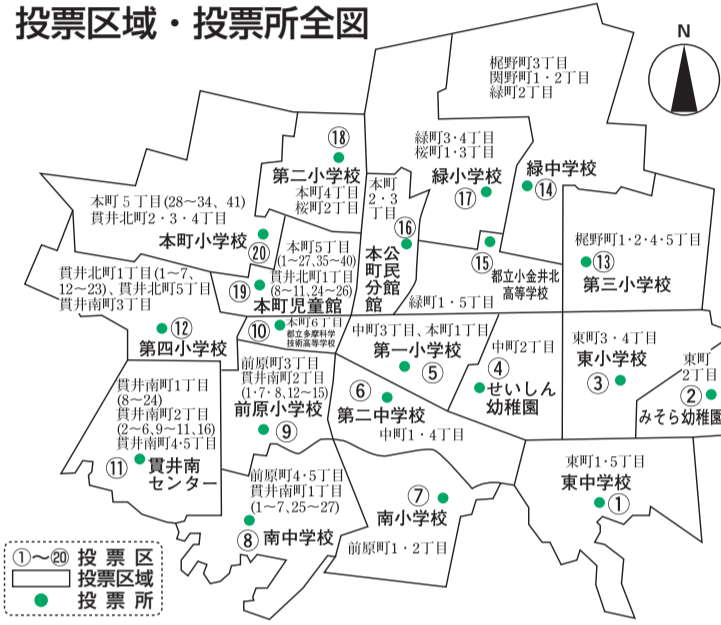 投票区域・投票所全図
N
梶野町3丁目
関野町1・2丁目
緑町2丁目
緑中学校
⑭
⑱
第二小学校
本町4丁目
桜町2丁目
緑町3・4丁目
桜町1・3丁目
緑小学校
⑰
本町
2・3
丁目
⑯
公民館
本町分館
本町5丁目(28〜34、41)
貫井北町2・3・4丁目
本町小学校
⑳
⑮
都立小金井北
高等学校
緑町1・5丁目
梶野町1・2・4・5丁目
⑬
第三小学校
本町5丁目
(1〜27、35〜40)
貫井北町1丁目
(8〜11、24〜26)
⑲
本町児童館
貫井北町1丁目(1〜7、
12〜23)、貫井北町5丁目
貫井南町3丁目
⑫
第四小学校
⑩
本町6丁目
都立多摩科学
技術高等学校
中町3丁目、本町1丁目
第一小学校
⑤
中町2丁目
④
せいしん
幼稚園
東町3・4丁目
東小学校
③
東町
2丁目
②
みそら幼稚園
前原町3丁目
貫井南町2丁目
(1・7・8、12〜15)
前原小学校
⑨
⑥
第二中学校
中町1・4丁目
貫井南町1丁目
(8〜24)
貫井南町2丁目
(2〜6、9〜11、16)
貫井南町4・5丁目
⑪
貫井南
センター
前原町4・5丁目
貫井南町1丁目
(1〜7、25〜27)
⑧
南中学校
⑦
南小学校
前原町1・2丁目
東町1・5丁目
東中学校
①
①〜⑳ 投票区
投票区域
投票所